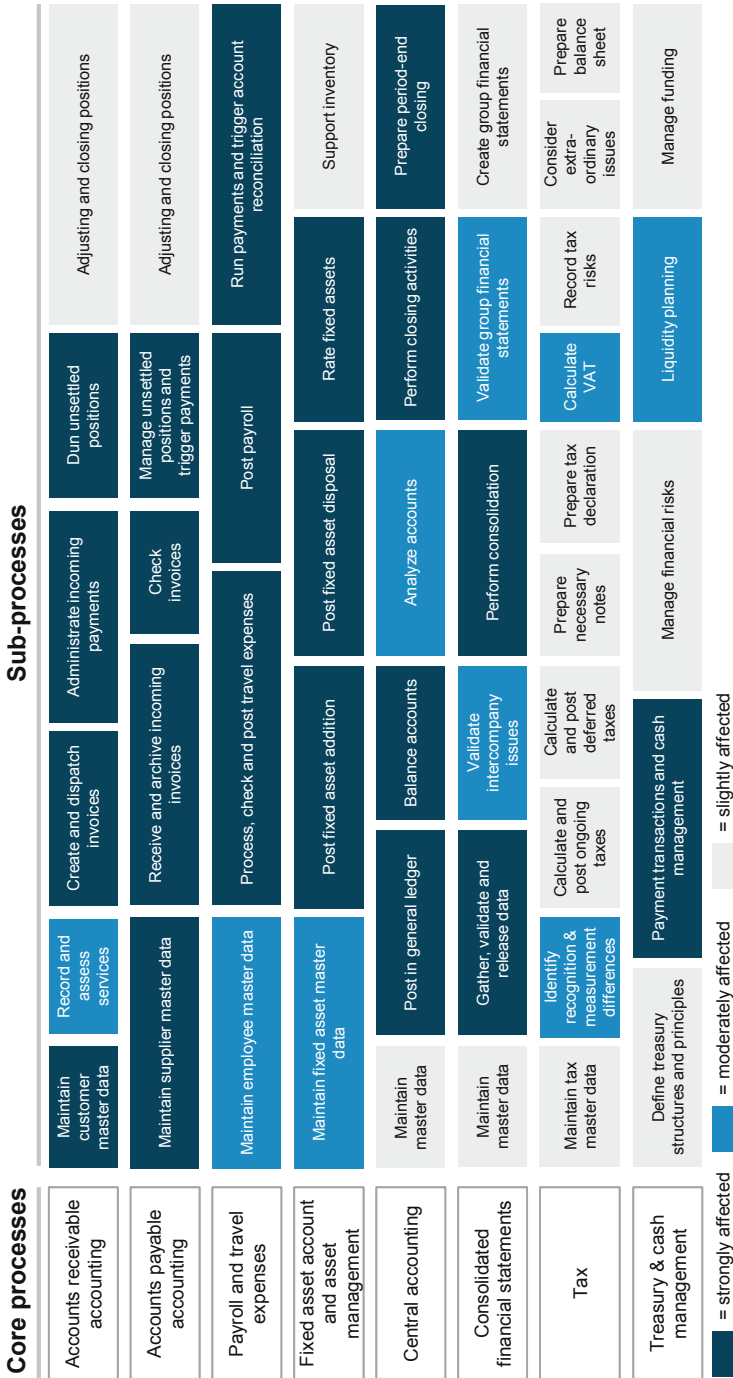 Core processes
Sub-processes
Accounts receivable
accounting
Maintain
customer
master data
Record and
assess
services
Create and dispatch
invoices
Administrate incoming
payments
Dun unsettled
positions
Adjusting and closing positions
Accounts payable
accounting
Maintain supplier master data
Receive and archive incoming
invoices
Check
invoices
Manage unsettled
positions and
trigger payments
Adjusting and closing positions
Payroll and travel
expenses
Maintain employee master data
Process, check and post travel expenses
Post payroll
Run payments and trigger account
reconciliation
Fixed asset account
and asset
management
Maintain fixed asset master
data
Post fixed asset addition
Post fixed asset disposal
Rate fixed assets
Support inventory
Central accounting
Maintain
master data
Post in general ledger
Balance accounts
Analyze accounts
Perform closing activities
Prepare period-end
closing
Consolidated
financial statements
Maintain
master data
Gather, validate and
release data
Validate
intercompany
issues
Perform consolidation
Validate group financial
statements
Create group financial
statements
Tax
Maintain tax
master data
Identify
recognition &
measurement
differences
Calculate and
post ongoing
taxes
Calculate
and post
deferred
taxes
Prepare
necessary
notes
Prepare tax
declaration
Calculate
VAT
Record tax
risks
Consider
extra-
ordinary
issues
Prepare
balance
sheet
Treasury & cash
management
Define treasury
structures and principles
Payment transactions and cash
management
Manage financial risks
Liquidity planning
Manage funding
= strongly affected
= moderately affected
= slightly affected